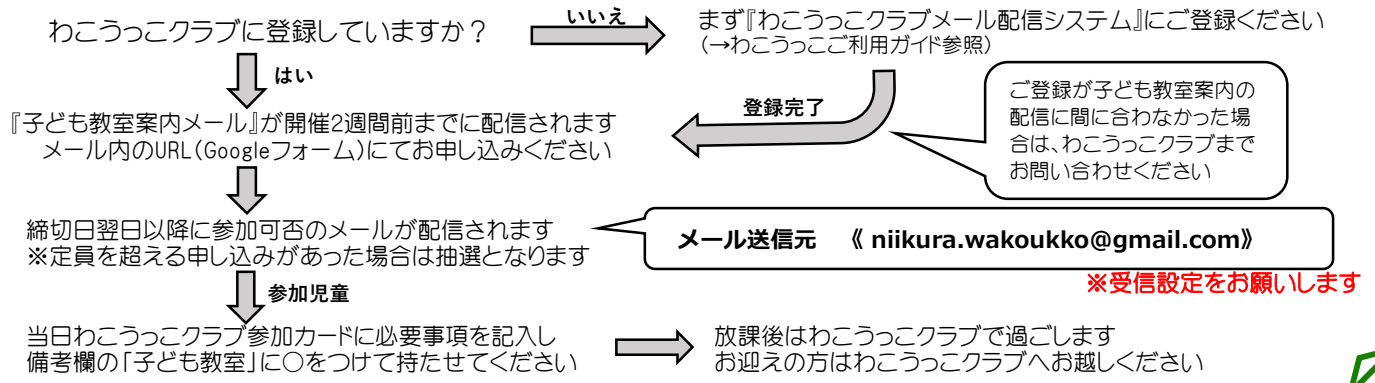 わこうっこクラブに登録していますか？
いいえ
まず『わこうっこクラブメール配信システム』にご登録ください
（→わこうっこご利用ガイド参照）
はい
登録完了
ご登録が子ども教室案内の
配信に間に合わなかった場
合は、わこうっこクラブまで
お問い合わせください
『子ども教室案内メール』が開催2週間前までに配信されます
メール内のURL（Googleフォーム）にてお申し込みください
締切日翌日以降に参加可否のメールが配信されます
※定員を超える申し込みがあった場合は抽選となります
メール送信元　《 niikura.wakoukko@gmail.com》
※受信設定をお願いします
参加児童
当日わこうっこクラブ参加カードに必要事項を記入し
備考欄の「子ども教室」に○をつけて持たせてください
放課後はわこうっこクラブで過ごします
お迎えの方はわこうっこクラブへお越しください